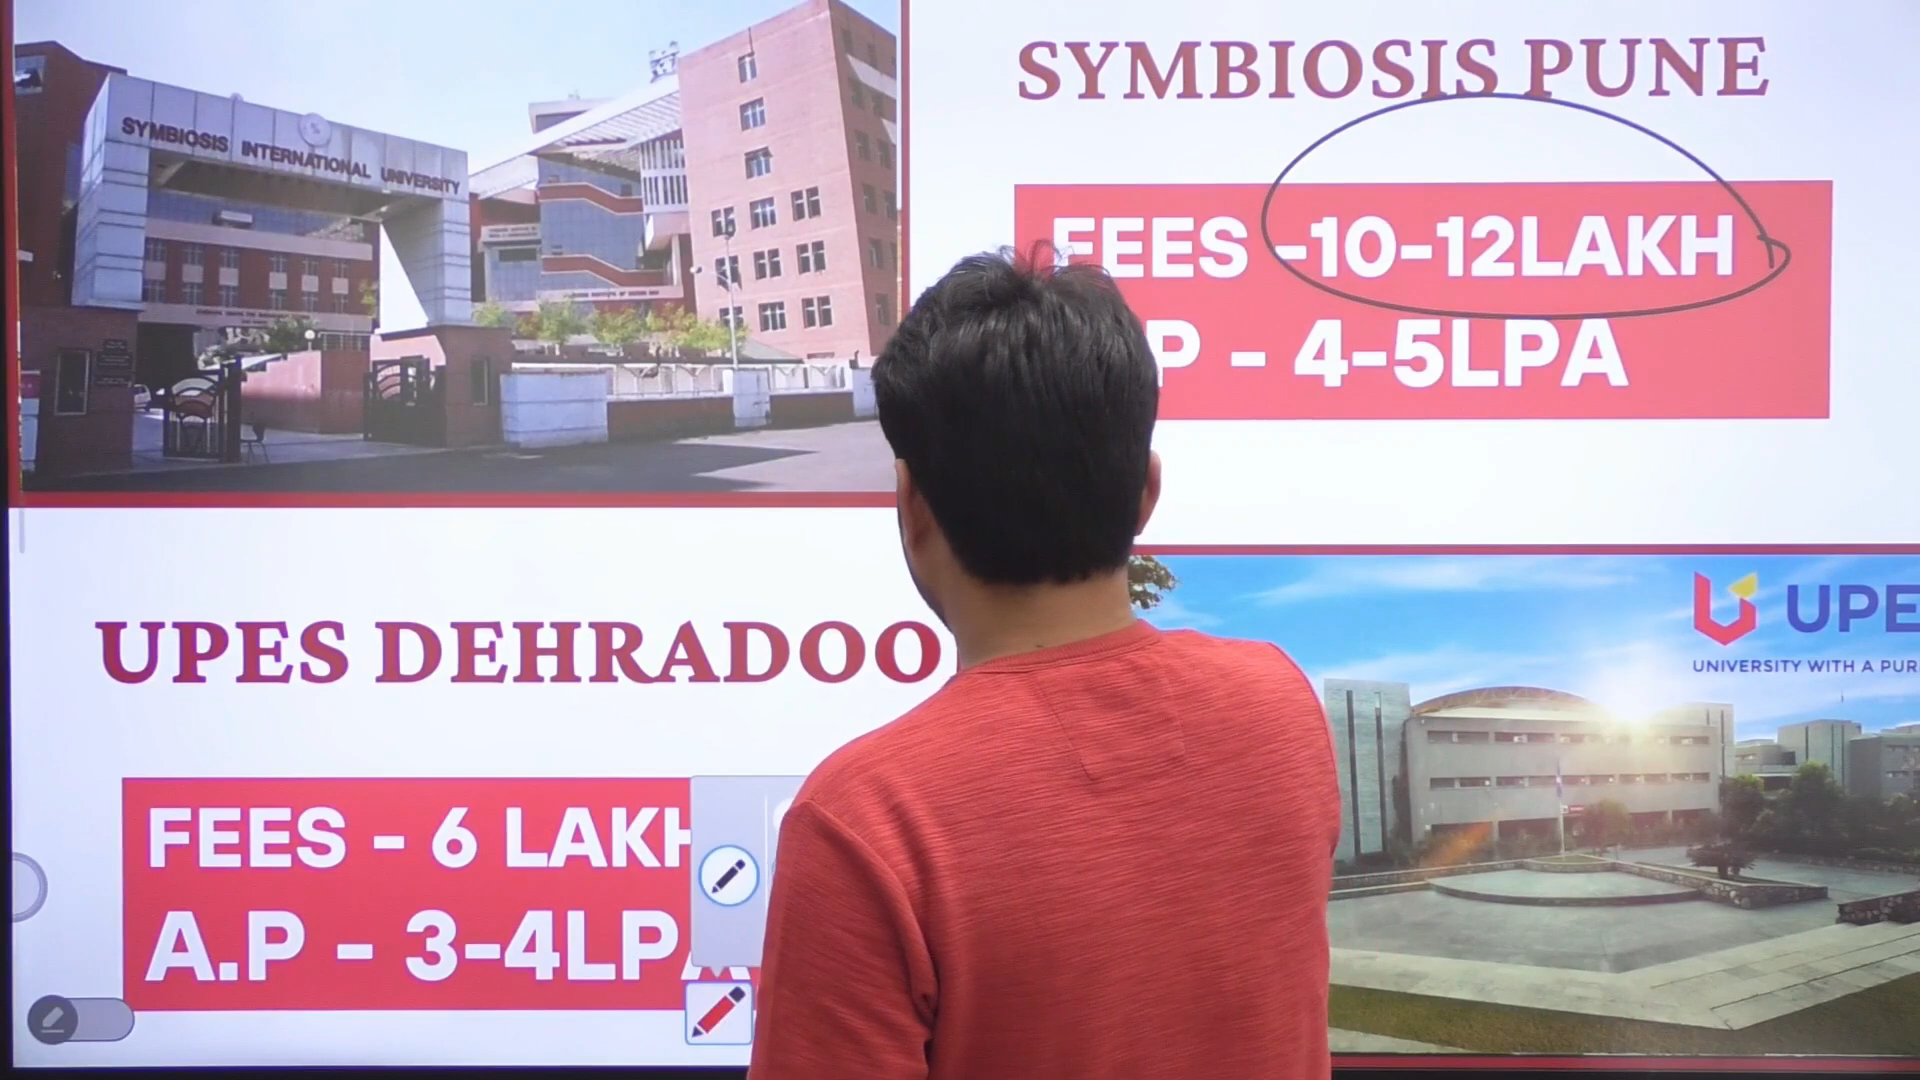 SYMBIOSIS INTERNATIONAL UNIVERSITY
SYMBIOSIS PUNE
FEES -10-12LAKH
P - 4-5LPA
UPES DEHRADOO
FEES - 6 LAKH
A.P - 3-4LPA
UPE
UNIVERSITY WITH A PUR